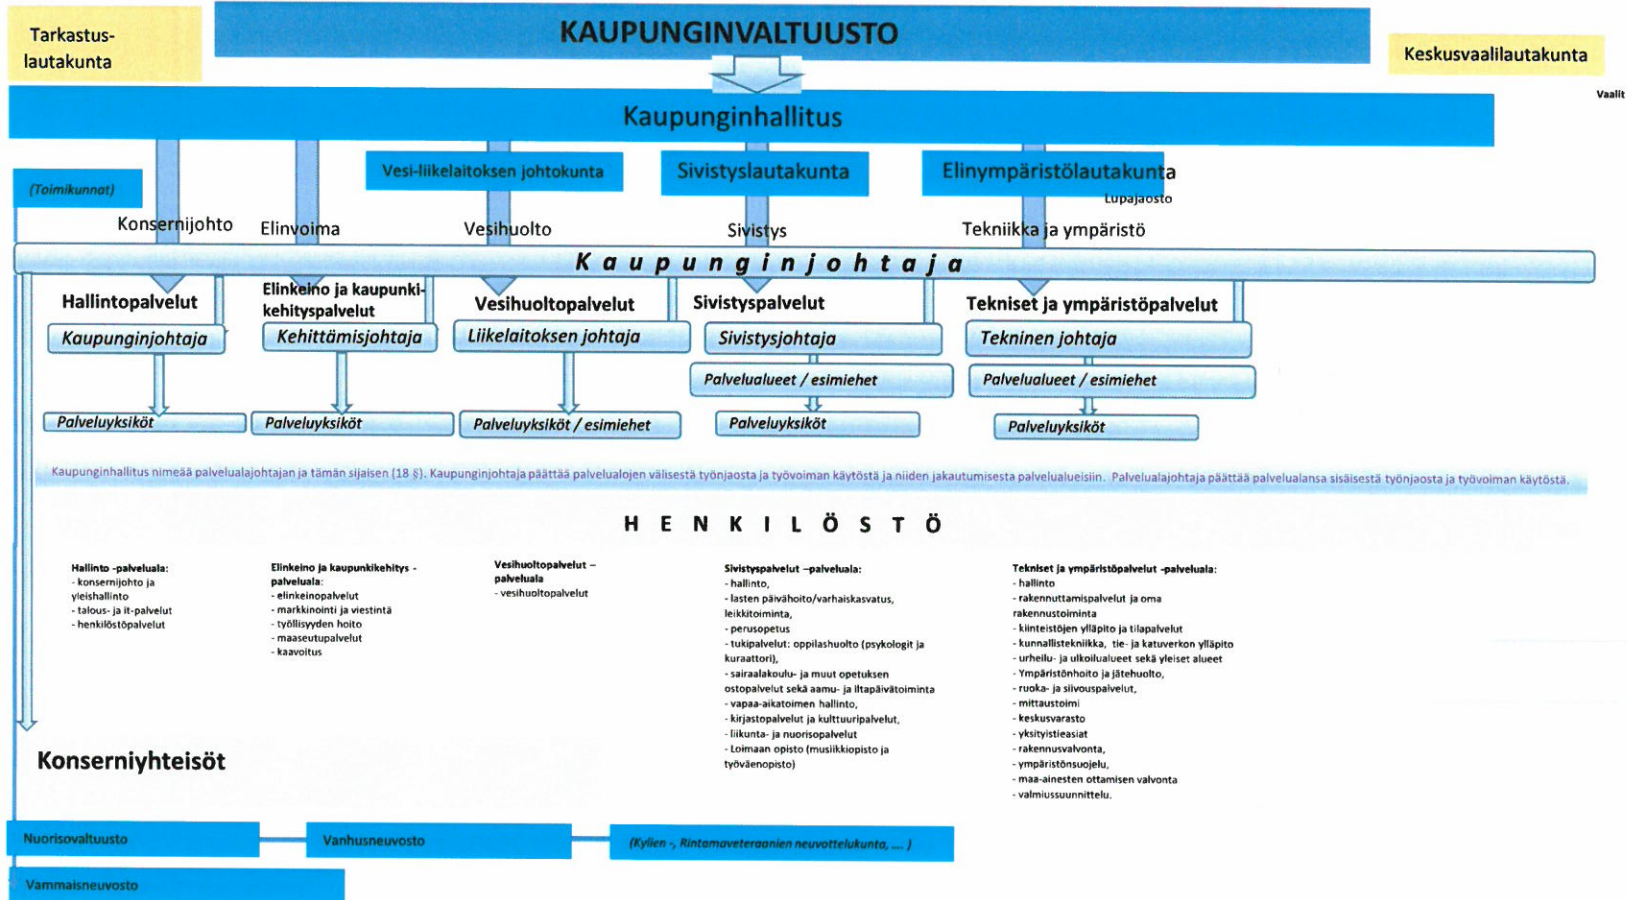 Tarkastus-
lautakunta
KAUPUNGINVALTUUSTO
Keskusvaalilautakunta
Vaalit
Kaupunginhallitus
(Toimikunnat)
Vesi-liikelaitoksen johtokunta
Sivistyslautakunta
Elinympäristölautakunta
Lupajaosto
Konsernijohto
Elinvoima
Vesihuolto
Sivistys
Tekniikka ja ympäristö
Kaupunginjohtaja
Hallintopalvelut
Elinkeino ja kaupunki-
kehityspalvelut
Vesihuoltopalvelut
Sivistyspalvelut
Tekniset ja ympäristöpalvelut
Kaupunginjohtaja
Kehittämisjohtaja
Liikelaitoksen johtaja
Sivistysjohtaja
Tekninen johtaja
Palvelualueet / esimiehet
Palvelualueet / esimiehet
Palveluyksiköt
Palveluyksiköt
Palveluyksiköt / esimiehet
Palveluyksiköt
Palveluyksiköt
Kaupunginhallitus nimeää palvelualajohtajan ja tämän sijaisen (18 §). Kaupunginjohtaja päättää palvelualojen välisestä työnjaosta ja työvoiman käytöstä ja niiden jakautumisesta palvelualueisiin. Palvelualajohtaja päättää palvelualansa sisäisestä työnjaosta ja työvoiman käytöstä.
HENKILÖSTÖ
Hallinto -palveluala:
- konsernijohto ja
yleishallinto
- talous- ja it-palvelut
- henkilöstöpalvelut
Elinkeino ja kaupunkikehitys -
palveluala:
- elinkeinopalvelut
- markkinointi ja viestintä
- työllisyyden hoito
- maaseutupalvelut
- kaavoitus
Vesihuoltopalvelut –
palveluala
- vesihuoltopalvelut
Sivistyspalvelut –palveluala:
- hallinto,
- lasten päivähoito/varhaiskasvatus,
leikkitoiminta,
- perusopetus
- tukipalvelut: oppilashuolto (psykologit ja
kuraattori),
- sairaalakoulu- ja muut opetuksen
ostopalvelut sekä aamu- ja iltapäivätoiminta
- vapaa-aikatoimen hallinto,
- kirjastopalvelut ja kulttuuripalvelut,
- liikunta- ja nuorisopalvelut
- Loimaan opisto (musiikkiopisto ja
työväenopisto)
Tekniset ja ympäristöpalvelut -palveluala:
- hallinto
- rakennuttamispalvelut ja oma
rakennustoiminta
- kiinteistöjen ylläpito ja tilapalvelut
- kunnallistekniikka, tie- ja katuverkon ylläpito
- urheilu- ja ulkoilualueet sekä yleiset alueet
- Ympäristönhoito ja jätehuolto,
- ruoka- ja siivouspalvelut,
- mittaustoimi
- keskusvarasto
- yksityistieasiat
- rakennusvalvonta,
- ympäristönsuojelu,
- maa-ainesten ottamisen valvonta
- valmiussuunnittelu.
Konserniyhteisöt
Nuorisovaltuusto
Vanhusneuvosto
(Kylien -, Rintamaveteraanien neuvottelukunta, .... )
Vammaisneuvosto